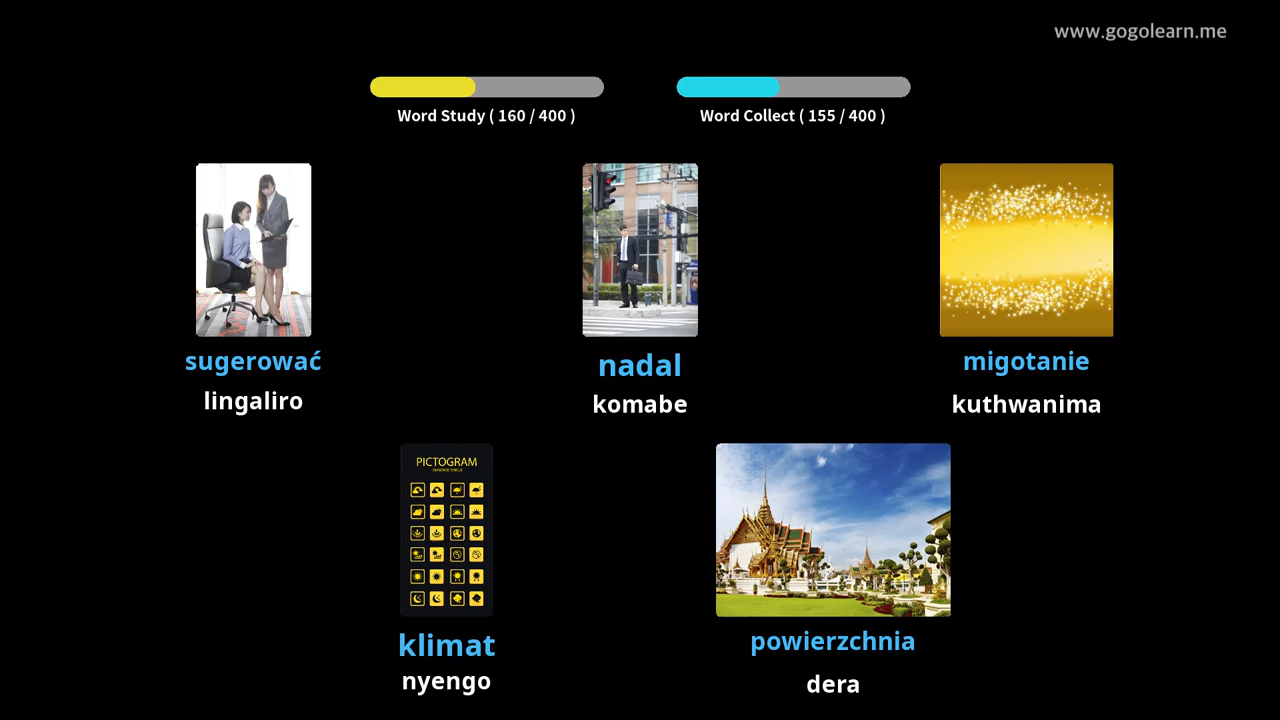 www.gogolearn.me
Word Study ( 160 / 400 )
Word Collect ( 155 / 400 )
sugerować
lingaliro
nadal
komabe
migotanie
kuthwanima
PICTOGRAM
klimat
nyengo
powierzchnia
dera